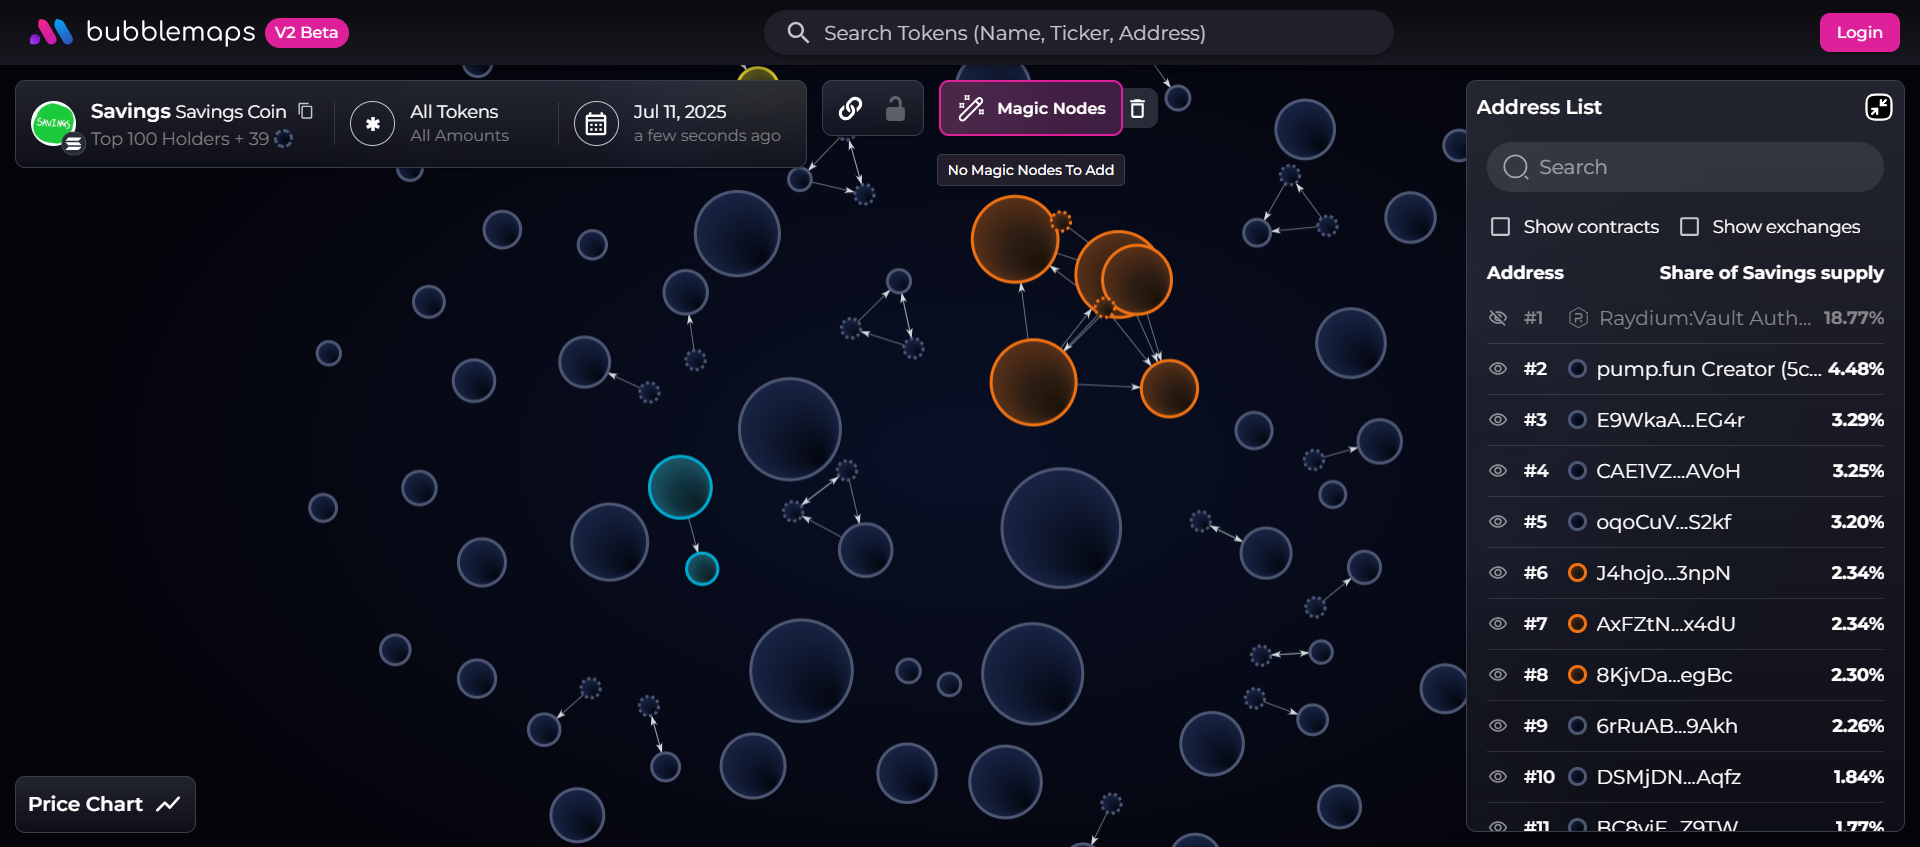 bubblemaps V2 Beta
Search Tokens (Name, Ticker, Address)
Login
SAVINGS
Savings Savings Coin
Top 100 Holders + 39
All Tokens
All Amounts
Jul 11, 2025
a few seconds ago
Magic Nodes
No Magic Nodes To Add
Address List
Search
Show contracts Show exchanges
Address Share of Savings supply
#1 Raydium:Vault Auth... 18.77%
#2 pump.fun Creator (5c... 4.48%
#3 E9WkaA...EG4r 3.29%
#4 CAE1VZ...AVoH 3.25%
#5 oqoCuV...S2kf 3.20%
#6 J4hojo...3npN 2.34%
#7 AxFZtN...x4dU 2.34%
#8 8KjvDa...egBc 2.30%
#9 6rRuAB...9Akh 2.26%
#10 DSMjDN...Aqfz 1.84%
#11 1.77%
Price Chart